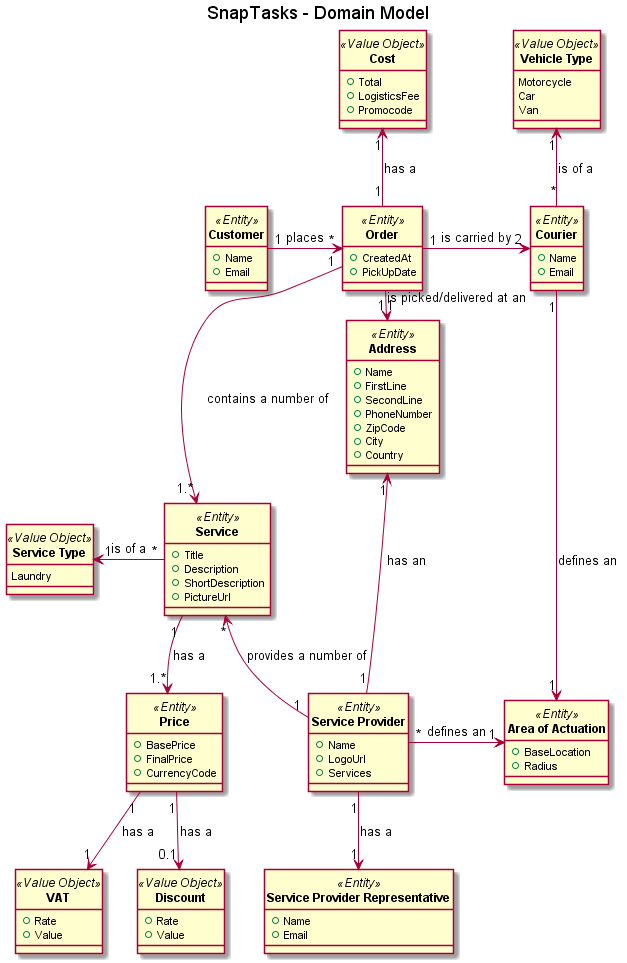 SnapTasks - Domain Model
«Value Object»
Cost
Total
LogisticsFee
Promocode
«Value Object»
Vehicle Type
Motorcycle
Car
Van
1
has a
1
1
is of a
*
«Entity»
Customer
Name
Email
1 places *
«Entity»
Order
CreatedAt
PickUpDate
1 is carried by 2
«Entity»
Courier
Name
Email
1
1
is picked/delivered at an
1
1
«Entity»
Address
Name
FirstLine
SecondLine
PhoneNumber
ZipCode
City
Country
contains a number of
1.*
1
«Entity»
Service
Title
Description
ShortDescription
PictureUrl
«Value Object»
Service Type
Laundry
1 is of a *
has an
defines an
1
has a
1.*
*
provides a number of
1
1
1
«Entity»
Price
BasePrice
FinalPrice
CurrencyCode
«Entity»
Service Provider
Name
LogoUrl
Services
* defines an 1
«Entity»
Area of Actuation
BaseLocation
Radius
1
has a
1
1
has a
0.1
1
has a
1
«Value Object»
VAT
Rate
Value
«Value Object»
Discount
Rate
Value
«Entity»
Service Provider Representative
Name
Email